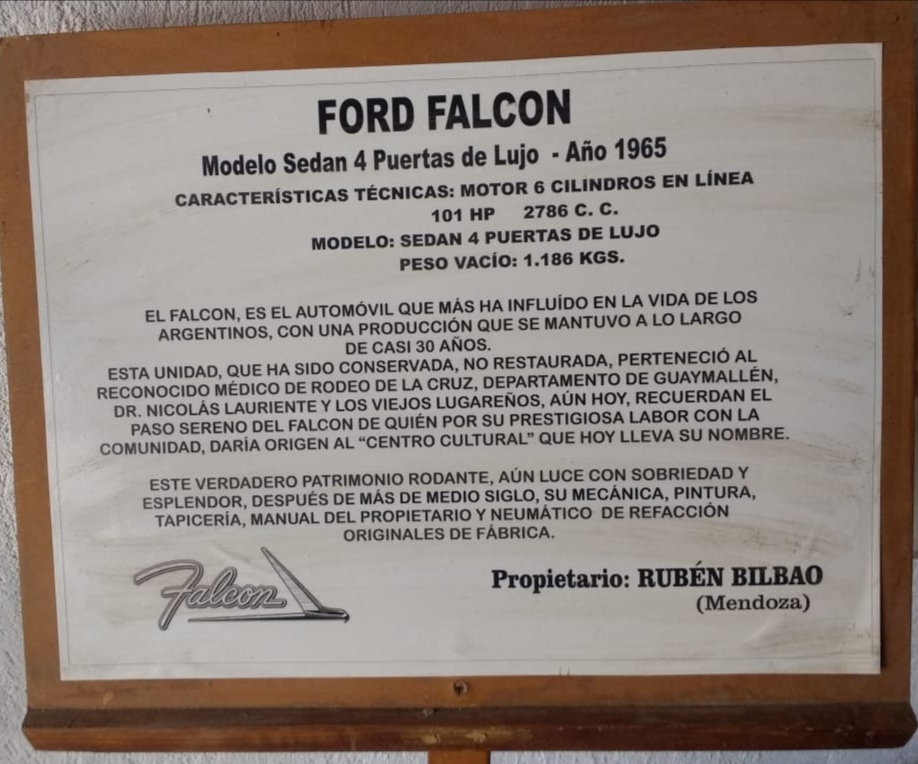 FORD FALCON
Modelo Sedan 4 Puertas de Lujo - Año 1965
CARACTERÍSTICAS TÉCNICAS: MOTOR 6 CILINDROS EN LÍNEA
101 HP 2786 C. C.
MODELO: SEDAN 4 PUERTAS DE LUJO
PESO VACÍO: 1.186 KGS.
EL FALCON, ES EL AUTOMÓVIL QUE MÁS HA INFLUÍDO EN LA VIDA DE LOS
ARGENTINOS, CON UNA PRODUCCIÓN QUE SE MANTUVO A LO LARGO
DE CASI 30 AÑOS.
ESTA UNIDAD, QUE HA SIDO CONSERVADA, NO RESTAURADA, PERTENECIÓ AL
RECONOCIDO MÉDICO DE RODEO DE LA CRUZ, DEPARTAMENTO DE GUAYMALLÉN,
DR. NICOLÁS LAURIENTE Y LOS VIEJOS LUGAREÑOS, AÚN HOY, RECUERDAN EL
PASO SERENO DEL FALCON DE QUIÉN POR SU PRESTIGIOSA LABOR CON LA
COMUNIDAD, DARÍA ORIGEN AL “CENTRO CULTURAL” QUE HOY LLEVA SU NOMBRE.
ESTE VERDADERO PATRIMONIO RODANTE, AÚN LUCE CON SOBRIEDAD Y
ESPLENDOR, DESPUÉS DE MÁS DE MEDIO SIGLO, SU MECÁNICA, PINTURA,
TAPICERÍA, MANUAL DEL PROPIETARIO Y NEUMÁTICO DE REFACCIÓN
ORIGINALES DE FÁBRICA.
Falcon
Propietario: RUBÉN BILBAO
(Mendoza)